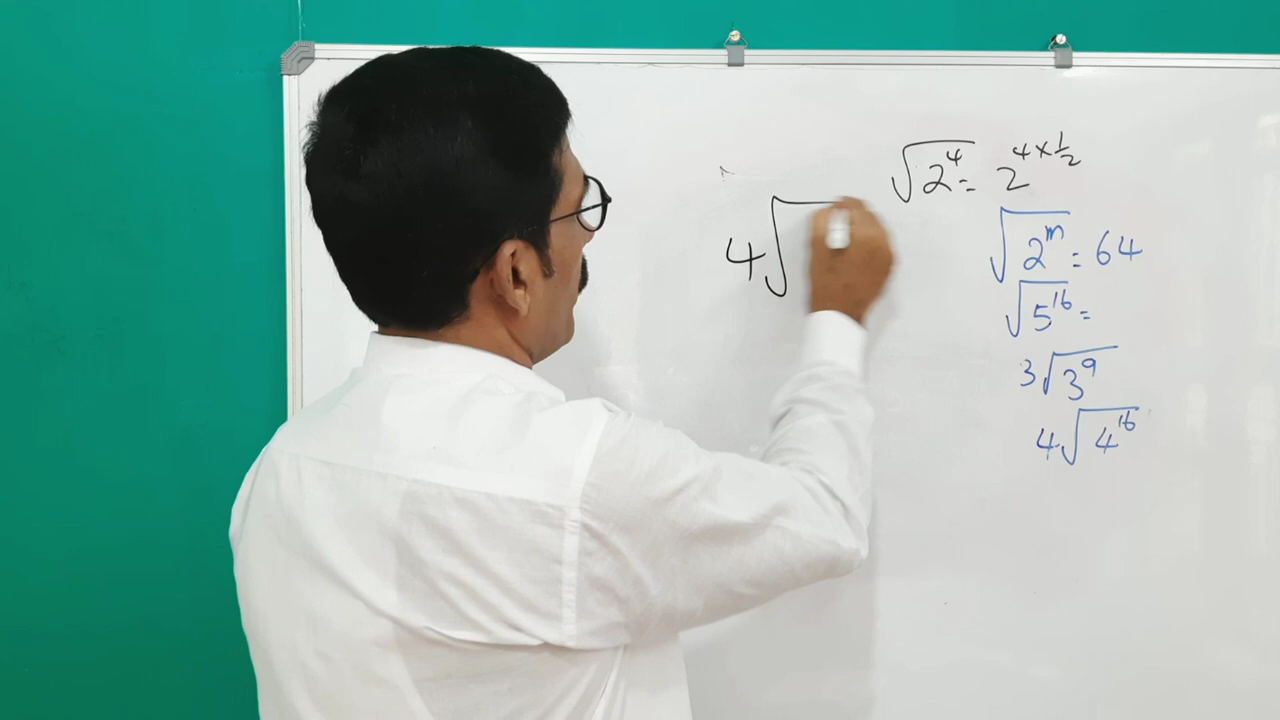 √2⁴ = 2^(4×1/2)
4√
√2ᵐ = 64
√5¹⁶ =
3√3⁹
4√4¹⁶